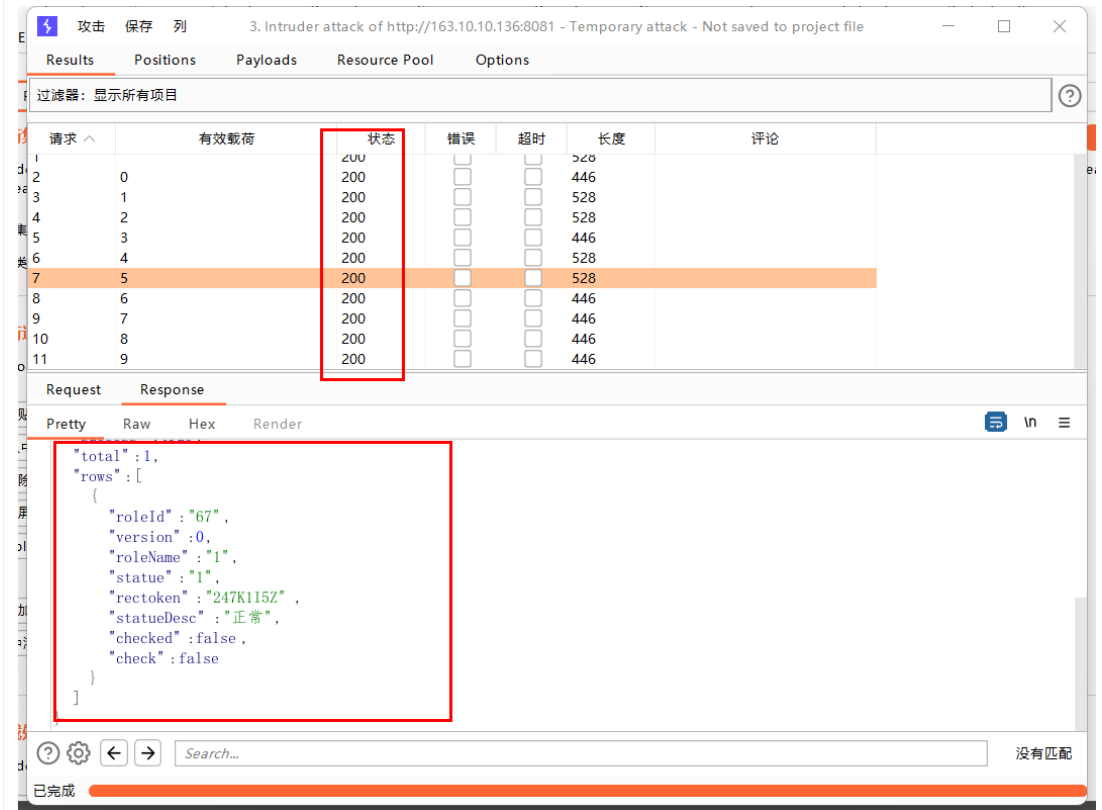 攻击 保存 列 3. Intruder attack of http://163.10.10.136:8081 - Temporary attack - Not saved to project file
Results Positions Payloads Resource Pool Options
过滤器: 显示所有项目
请求 有效载荷 状态 错误 超时 长度 评论
1 200 528
2 0 200 446
3 1 200 528
4 2 200 528
5 3 200 446
6 4 200 528
7 5 200 528
8 6 200 446
9 7 200 446
10 8 200 446
11 9 200 446
Request Response
Pretty Raw Hex Render \n
"total":1,
"rows":[
{
"roleId":"67",
"version":0,
"roleName":"1",
"statue":"1",
"rectoken":"247K1I5Z",
"statueDesc":"正常",
"checked":false,
"check":false
}
]
}
Search... 没有匹配
已完成